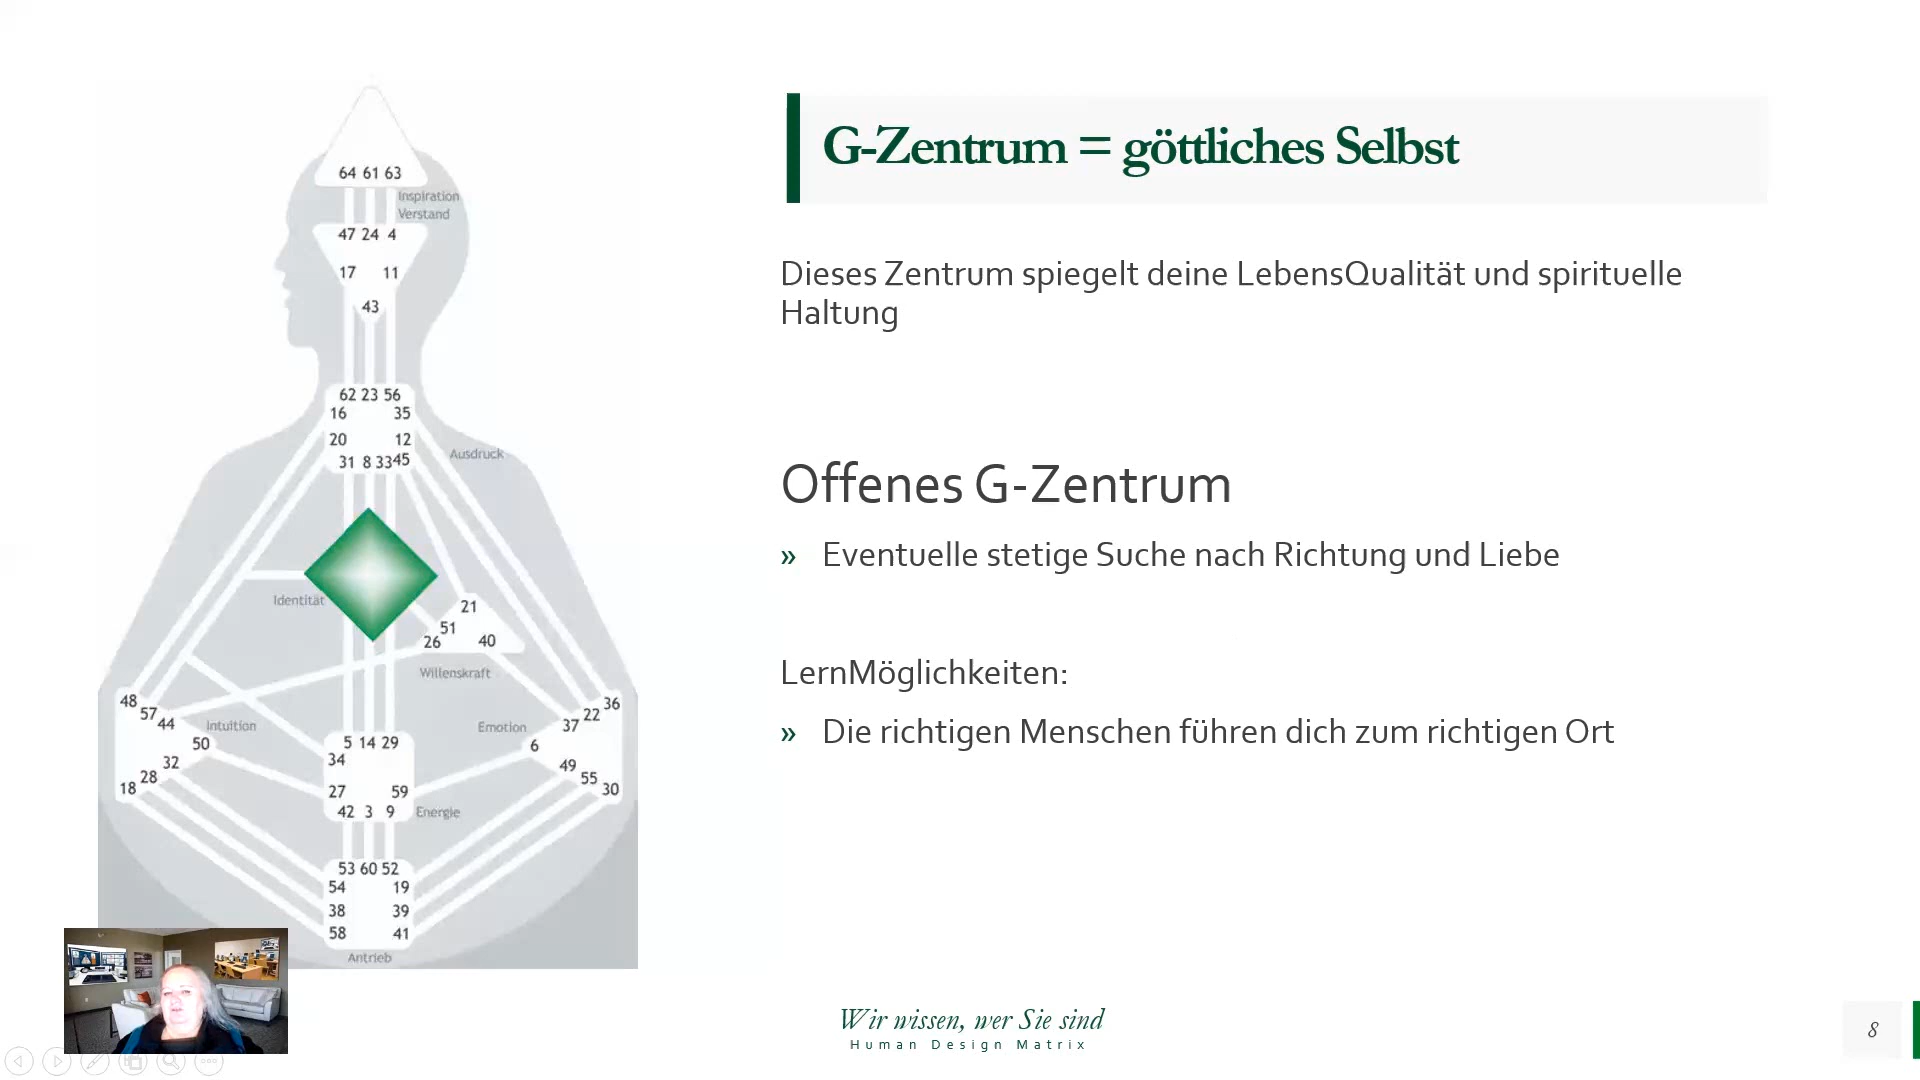 G-Zentrum = göttliches Selbst
Dieses Zentrum spiegelt deine LebensQualität und spirituelle
Haltung
Offenes G-Zentrum
» Eventuelle stetige Suche nach Richtung und Liebe
LernMöglichkeiten:
» Die richtigen Menschen führen dich zum richtigen Ort
64 61 63
Inspiration
Verstand
47 24 4
17 11
43
62 23 56
16 35
20 12
31 8 33 45
Ausdruck
Identität
21
51
26 40
Willenskraft
48
57
44
Intuition
50
32
28
18
Emotion
36
22
37
6
49
55
30
5 14 29
34
27 59
42 3 9
Energie
53 60 52
54 19
38 39
58 41
Antrieb
Wir wissen, wer Sie sind
Human Design Matrix
8